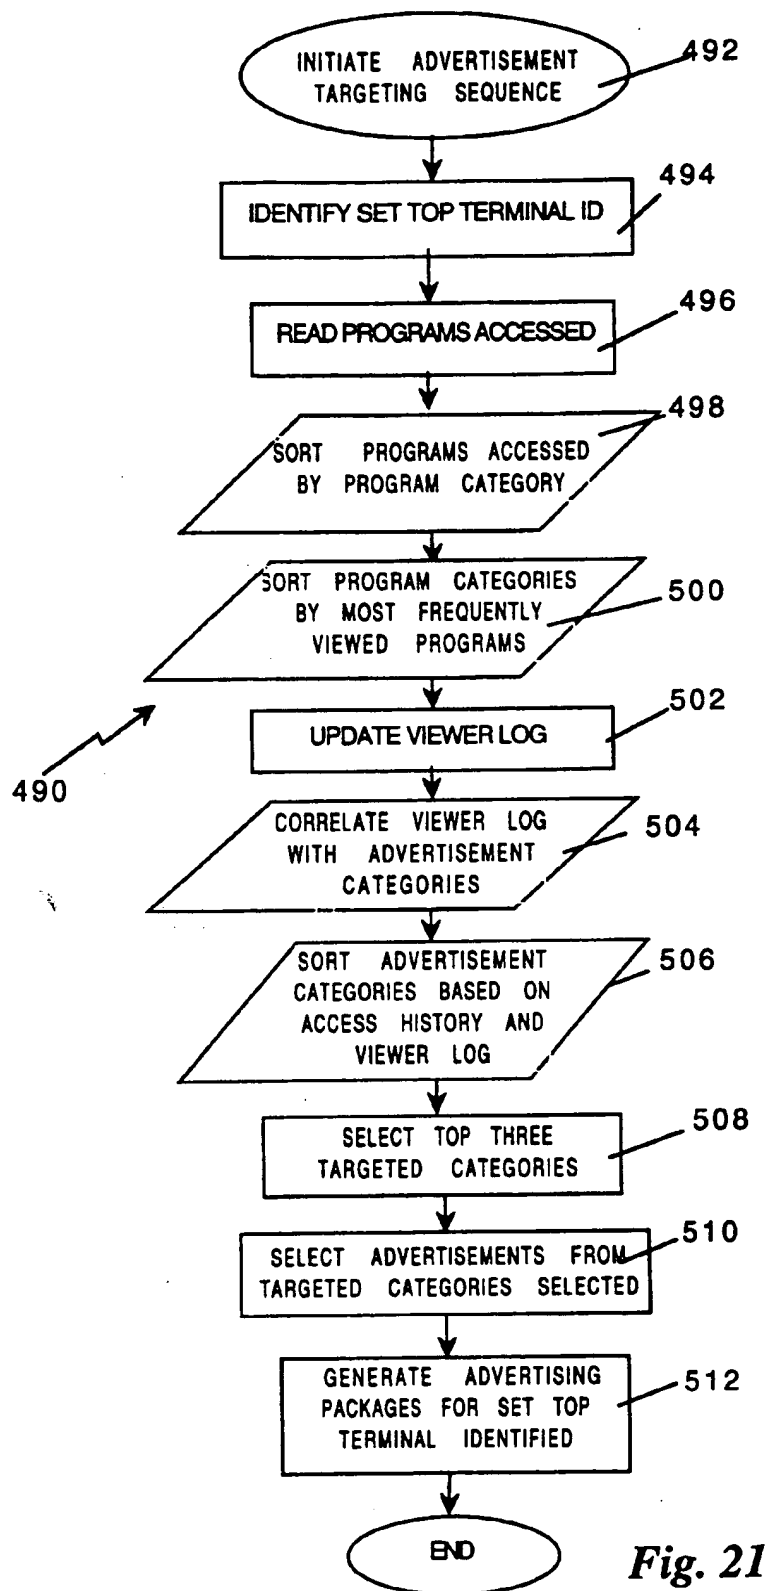 INITIATE ADVERTISEMENT
TARGETING SEQUENCE
492
IDENTIFY SET TOP TERMINAL ID
494
READ PROGRAMS ACCESSED
496
SORT PROGRAMS ACCESSED
BY PROGRAM CATEGORY
498
SORT PROGRAM CATEGORIES
BY MOST FREQUENTLY
VIEWED PROGRAMS
500
UPDATE VIEWER LOG
502
490
CORRELATE VIEWER LOG
WITH ADVERTISEMENT
CATEGORIES
504
SORT ADVERTISEMENT
CATEGORIES BASED ON
ACCESS HISTORY AND
VIEWER LOG
506
SELECT TOP THREE
TARGETED CATEGORIES
508
SELECT ADVERTISEMENTS FROM
TARGETED CATEGORIES SELECTED
510
GENERATE ADVERTISING
PACKAGES FOR SET TOP
TERMINAL IDENTIFIED
512
END
Fig. 21